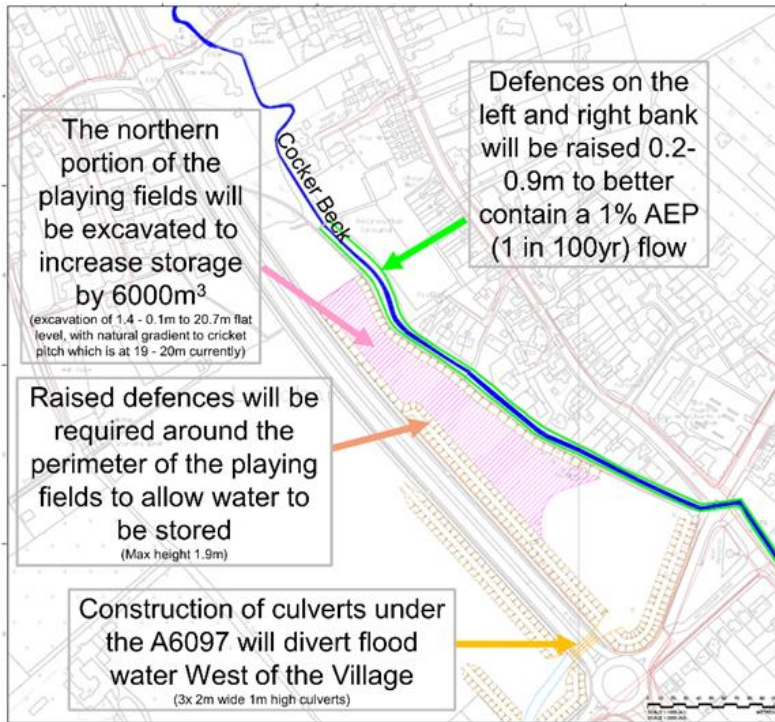 Cocker Beck
Defences on the
left and right bank
will be raised 0.2-
0.9m to better
contain a 1% AEP
(1 in 100yr) flow
The northern
portion of the
playing fields will
be excavated to
increase storage
by 6000m³
(excavation of 1.4 - 0.1m to 20.7m flat
level, with natural gradient to cricket
pitch which is at 19 - 20m currently)
Raised defences will be
required around the
perimeter of the playing
fields to allow water to
be stored
(Max height 1.9m)
Construction of culverts under
the A6097 will divert flood
water West of the Village
(3x 2m wide 1m high culverts)